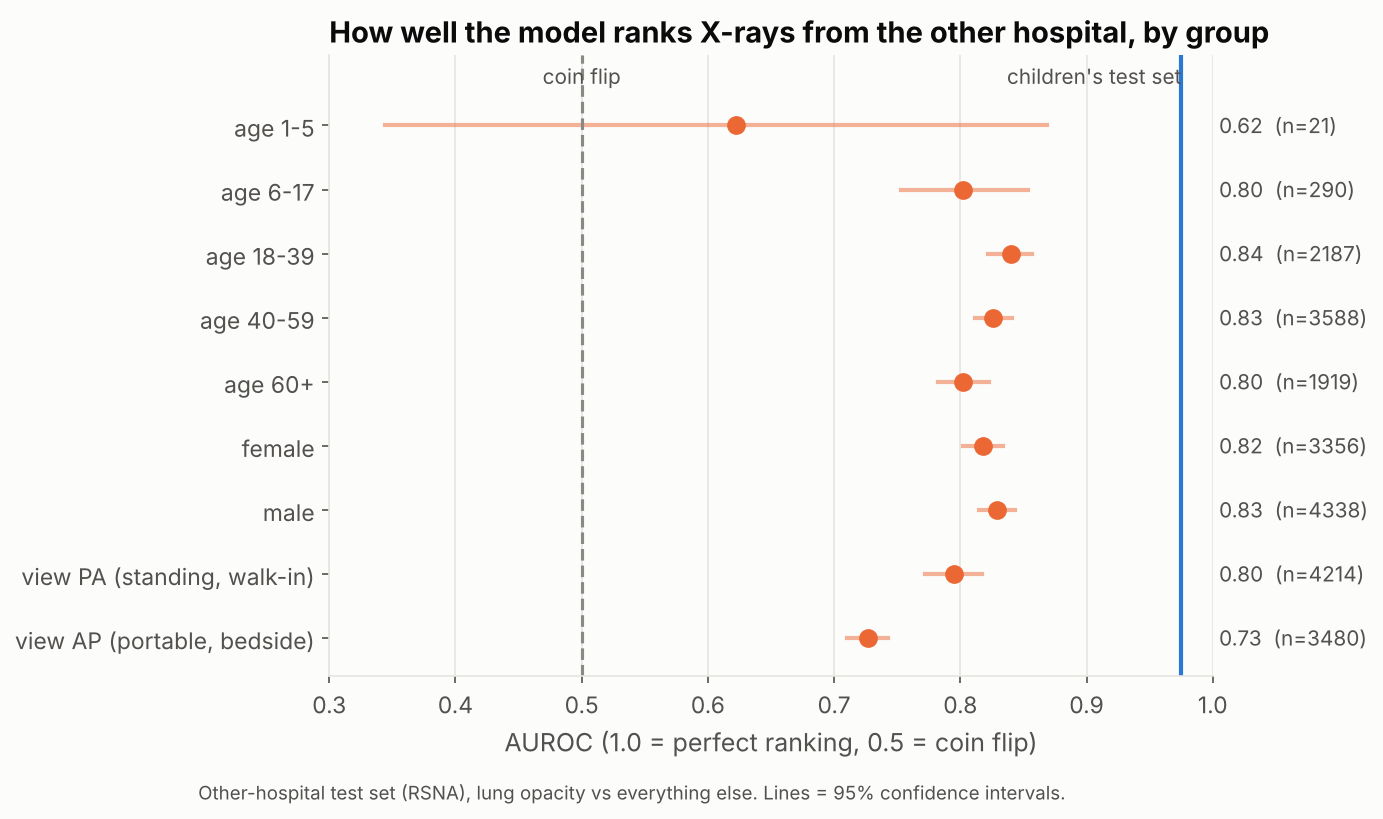 How well the model ranks X-rays from the other hospital, by group
coin flip
children's test set
age 1-5
0.62 (n=21)
age 6-17
0.80 (n=290)
age 18-39
0.84 (n=2187)
age 40-59
0.83 (n=3588)
age 60+
0.80 (n=1919)
female
0.82 (n=3356)
male
0.83 (n=4338)
view PA (standing, walk-in)
0.80 (n=4214)
view AP (portable, bedside)
0.73 (n=3480)
0.3 0.4 0.5 0.6 0.7 0.8 0.9 1.0
AUROC (1.0 = perfect ranking, 0.5 = coin flip)
Other-hospital test set (RSNA), lung opacity vs everything else. Lines = 95% confidence intervals.